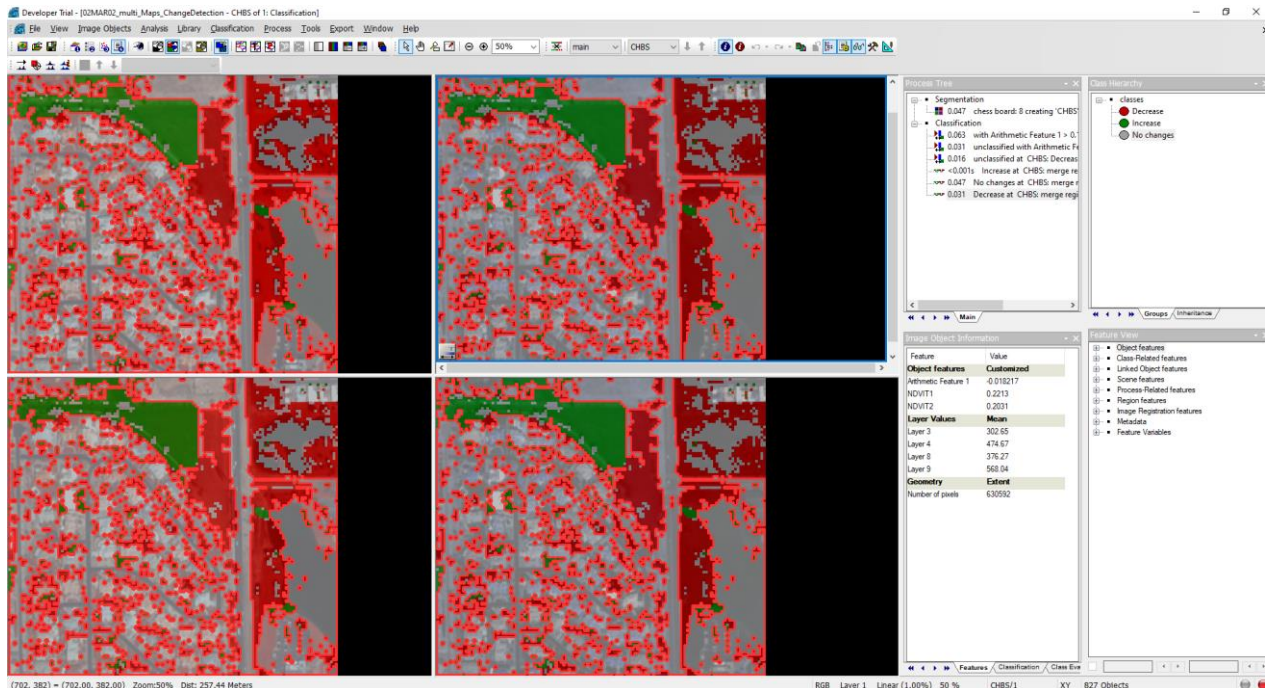 Developer Trial - [02MAR02_multi_Maps_ChangeDetection - CHBS of 1: Classification]
File View Image Objects Analysis Library Classification Process Tools Export Window Help
50% main CHBS
Process Tree
Segmentation
0.047 chess board: 8 creating 'CHBS'
Classification
0.063 with Arithmetic Feature 1 > 0.
0.031 unclassified with Arithmetic Fe
0.016 unclassified at CHBS: Decreas
<0.001s Increase at CHBS: merge re
0.047 No changes at CHBS: merge r
0.031 Decrease at CHBS: merge regi
Main
Class Hierarchy
classes
Decrease
Increase
No changes
Groups Inheritance
Image Object Information
Feature Value
Object features Customized
Arithmetic Feature 1 -0.018217
NDVIT1 0.2213
NDVIT2 0.2031
Layer Values Mean
Layer 3 302.65
Layer 4 474.67
Layer 8 376.27
Layer 9 568.04
Geometry Extent
Number of pixels 630592
Features Classification Class Eva
Feature View
Object features
Class-Related features
Linked Object features
Scene features
Process-Related features
Region features
Image Registration features
Metadata
Feature Variables
(702, 382) = (702.00, 382.00) Zoom:50% Dist: 257.44 Meters
RGB Layer 1 Linear (1.00%) 50 % CHBS/1 XY 827 Objects